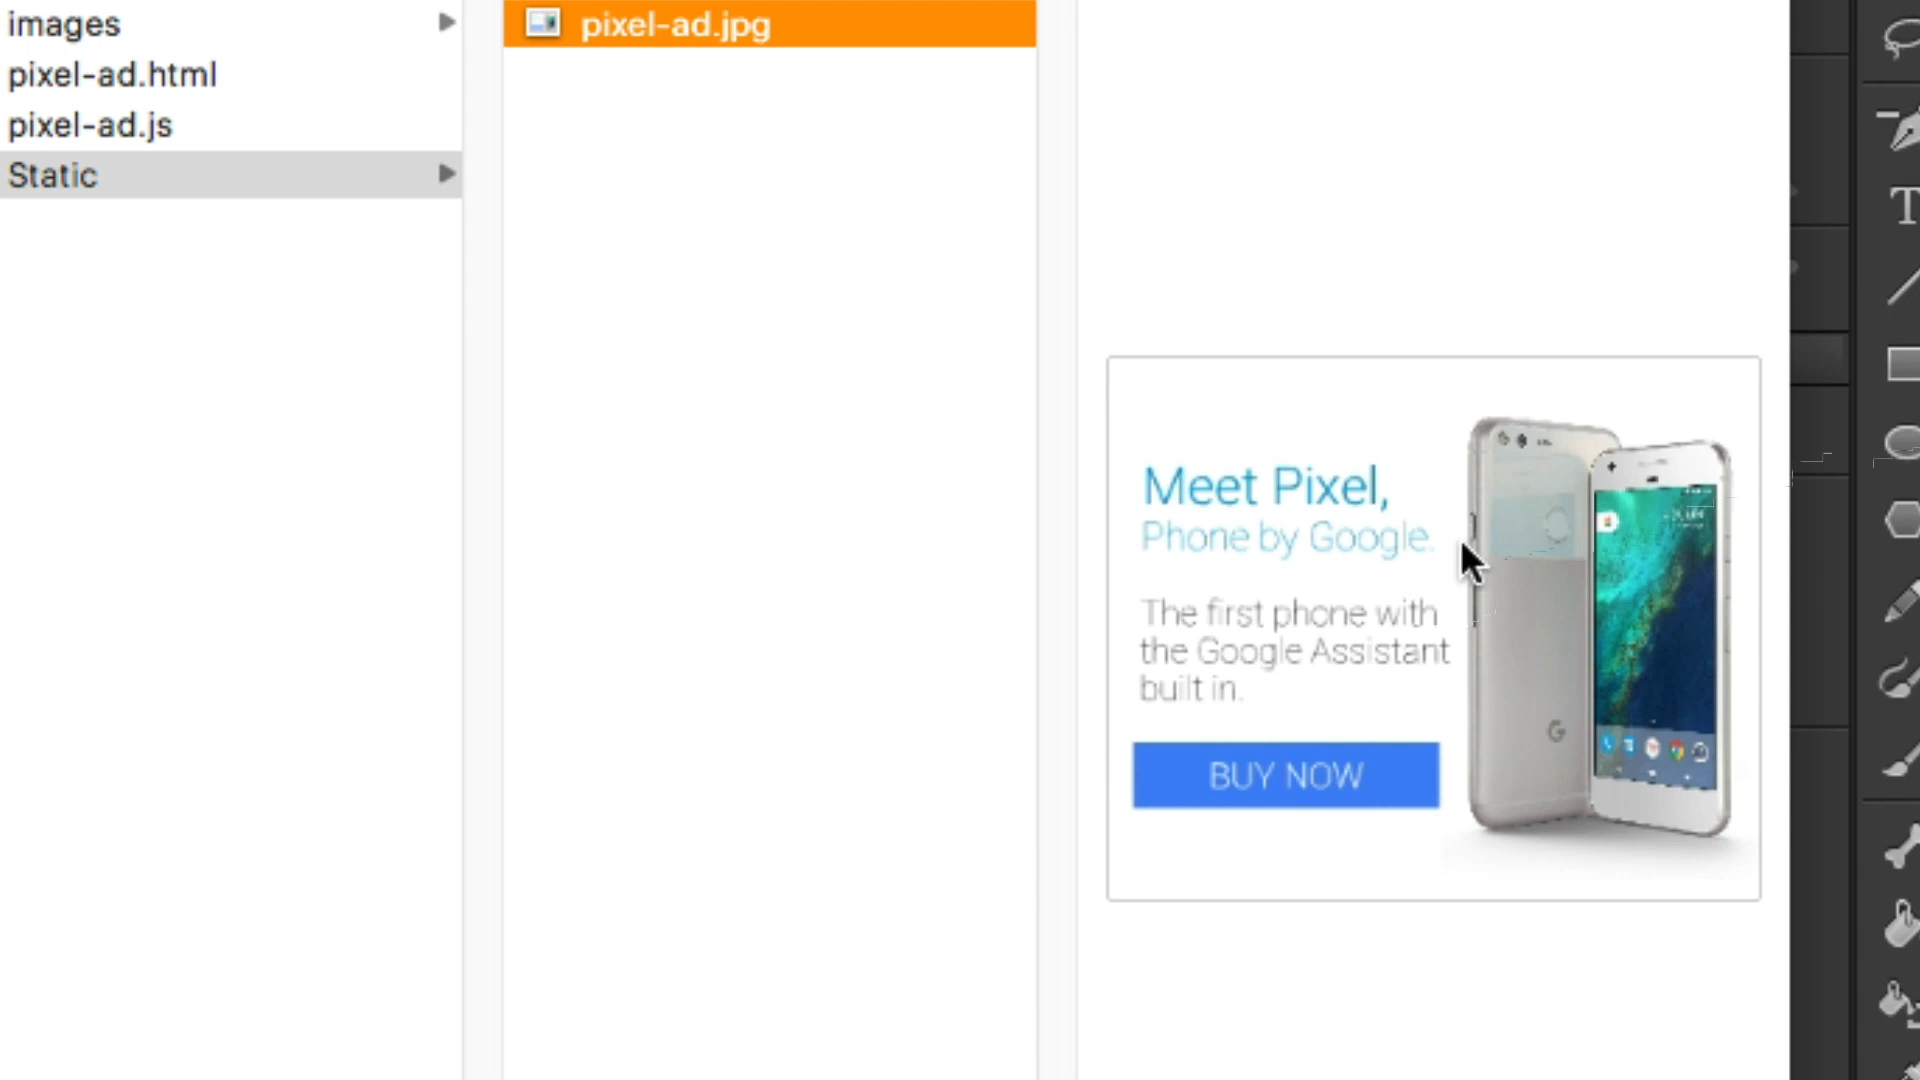 images
pixel-ad.html
pixel-ad.js
Static
pixel-ad.jpg
Meet Pixel,
Phone by Google.
The first phone with
the Google Assistant
built in.
BUY NOW
G
T